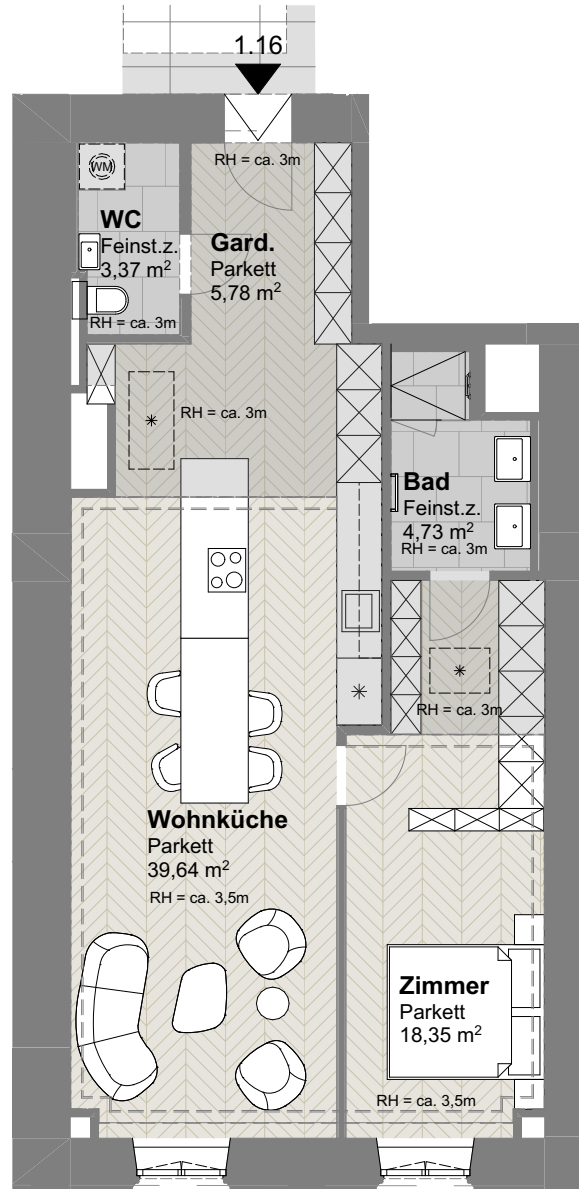 1.16
RH = ca. 3m
WM
WC
Feinst.z.
3,37 m²
RH = ca. 3m
Gard.
Parkett
5,78 m²
RH = ca. 3m
Bad
Feinst.z.
4,73 m²
RH = ca. 3m
RH = ca. 3m
Wohnküche
Parkett
39,64 m²
RH = ca. 3,5m
Zimmer
Parkett
18,35 m²
RH = ca. 3,5m